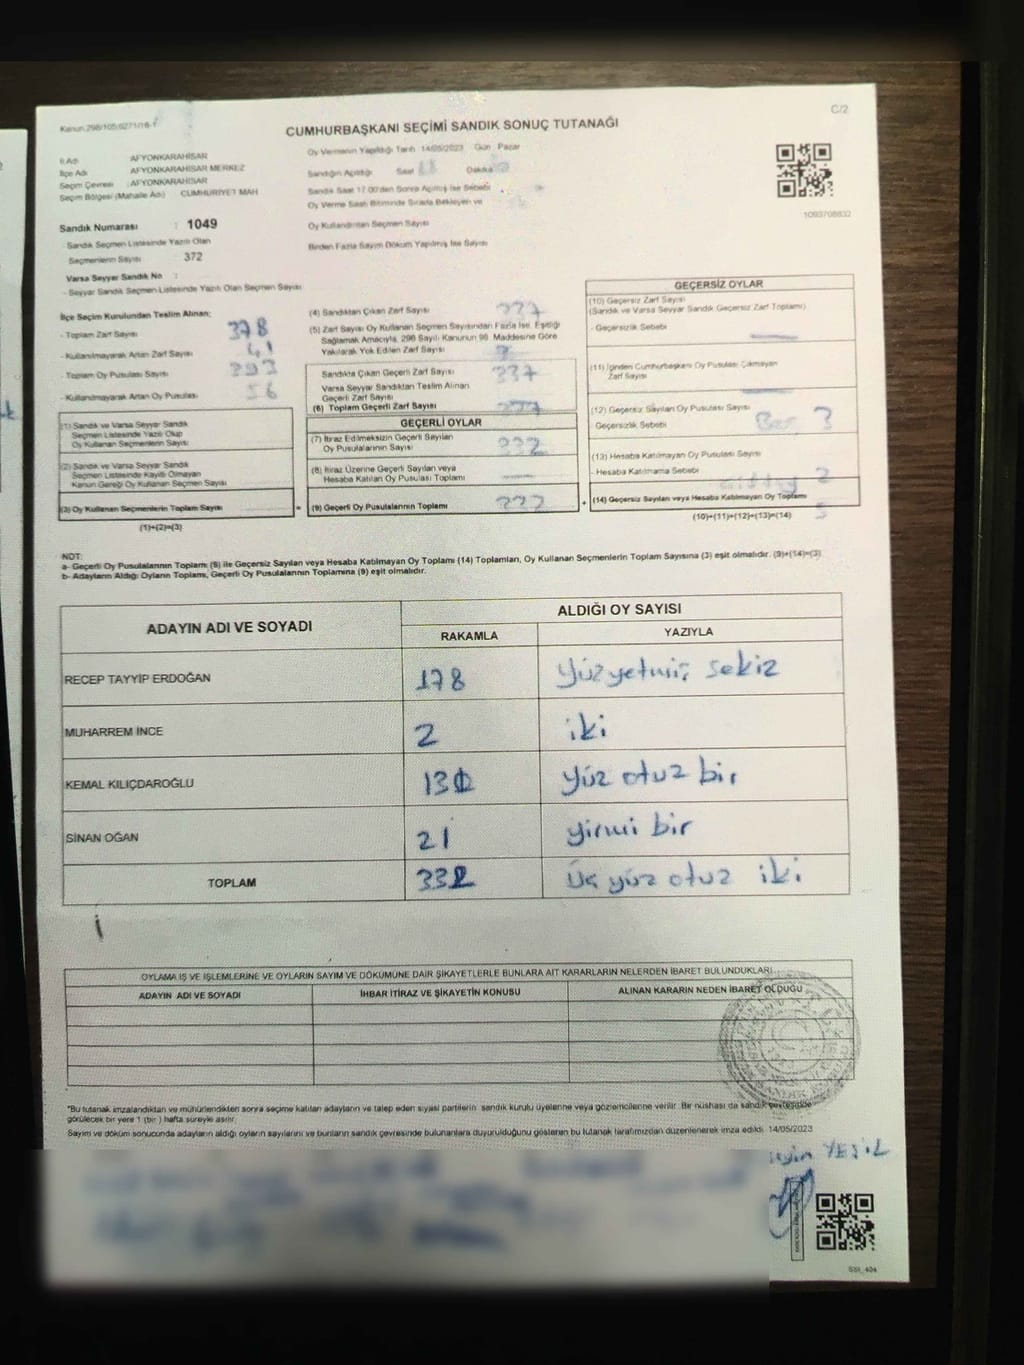 C/2
Kanun:298/105;6271/16-1
CUMHURBAŞKANI SEÇİMİ SANDIK SONUÇ TUTANAĞI
İl Adı AFYONKARAHİSAR
İlçe Adı AFYONKARAHİSAR MERKEZ
Seçim Çevresi : AFYONKARAHİSAR
Seçim Bölgesi (Mahalle Adı) CUMHURİYET MAH
Oy Vermenin Yapıldığı Tarih 14/05/2023 Gün Pazar
Sandığın Açıldığı Saat Dakika
Sandık Saat 17.00'den Sonra Açılmış İse Sebebi
Oy Verme Saati Bitiminde Sırada Bekleyen ve
Oy Kullandırılan Seçmen Sayısı
Birden Fazla Sayım Döküm Yapılmış İse Sayısı
1093708832
Sandık Numarası : 1049
Sandık Seçmen Listesinde Yazılı Olan
Seçmenlerin Sayısı 372
Varsa Seyyar Sandık No :
- Seyyar Sandık Seçmen Listesinde Yazılı Olan Seçmen Sayısı
İlçe Seçim Kurulundan Teslim Alınan;
- Toplam Zarf Sayısı 378
- Kullanılmayarak Artan Zarf Sayısı 41
- Toplam Oy Pusulası Sayısı 393
- Kullanılmayarak Artan Oy Pusulası 56
(1) Sandık ve Varsa Seyyar Sandık
Seçmen Listesinde Yazılı Olup
Oy Kullanan Seçmenlerin Sayısı
(2) Sandık ve Varsa Seyyar Sandık
Seçmen Listesinde Kayıtlı Olmayan
Kanun Gereği Oy Kullanan Seçmen Sayısı
(3) Oy Kullanan Seçmenlerin Toplam Sayısı =
(1)+(2)=(3)
(4) Sandıktan Çıkan Zarf Sayısı 337
(5) Zarf Sayısı Oy Kullanan Seçmen Sayısından Fazla İse, Eşitliği
Sağlamak Amacıyla, 298 Sayılı Kanunun 98. Maddesine Göre
Yakılarak Yok Edilen Zarf Sayısı
Sandıkta Çıkan Geçerli Zarf Sayısı 337
Varsa Seyyar Sandıktan Teslim Alınan
Geçerli Zarf Sayısı
(6) Toplam Geçerli Zarf Sayısı 337
GEÇERLİ OYLAR
(7) İtiraz Edilmeksizin Geçerli Sayılan
Oy Pusulası Sayısı 332
(8) İtiraz Üzerine Geçerli Sayılan veya
Hesaba Katılan Oy Pusulası Toplamı
(9) Geçerli Oy Pusulalarının Toplamı 332 +
GEÇERSİZ OYLAR
(10) Geçersiz Zarf Sayısı
(Sandık ve Varsa Seyyar Sandık Geçersiz Zarf Toplamı)
- Geçersizlik Sebebi
(11) İçinden Cumhurbaşkanı Oy Pusulası Çıkmayan
Zarf Sayısı
(12) Geçersiz Sayılan Oy Pusulası Sayısı
Geçersizlik Sebebi 3
(13) Hesaba Katılmayan Oy Pusulası Sayısı
- Hesaba Katılmama Sebebi 2
(14) Geçersiz Sayılan veya Hesaba Katılmayan Oy Toplamı 5
(10)+(11)+(12)+(13)=(14)
NOT:
a- Geçerli Oy Pusulalarının Toplamı (9) ile Geçersiz Sayılan veya Hesaba Katılmayan Oy Toplamı (14) Toplamları, Oy Kullanan Seçmenlerin Toplam Sayısına (3) eşit olmalıdır. (9)+(14)=(3)
b- Adayların Aldığı Oyların Toplamı, Geçerli Oy Pusulalarının Toplamına (9) eşit olmalıdır.
ADAYIN ADI VE SOYADI ALDIĞI OY SAYISI
RAKAMLA YAZIYLA
RECEP TAYYİP ERDOĞAN 178 Yüzyetmiş sekiz
MUHARREM İNCE 2 iki
KEMAL KILIÇDAROĞLU 131 yüz otuz bir
SİNAN OĞAN 21 yirmi bir
TOPLAM 332 Üç yüz otuz iki
OYLAMA İŞ VE İŞLEMLERİNE VE OYLARIN SAYIM VE DÖKÜMÜNE DAİR ŞİKAYETLERLE BUNLARA AİT KARARLARIN NELERDEN İBARET BULUNDUKLARI
ADAYIN ADI VE SOYADI İHBAR İTİRAZ VE ŞİKAYETİN KONUSU ALINAN KARARIN NEDEN İBARET OLDUĞU
"Bu tutanak imzalandıktan ve mühürlendikten sonra seçime katılan adayların ve talep eden siyasi partilerin sandık kurulu üyelerine veya gözlemcilerine verilir. Bir nüshası da sandık çevresinde
görülecek bir yere 1 (bir) hafta süreyle asılır.
Sayım ve döküm sonucunda adayların aldığı oyların sayılarını ve bunların sandık çevresinde bulunanlara duyurulduğunu gösteren bu tutanak tarafımızdan düzenlenerek imza edildi. 14/05/2023
YEŞİL
SSI_404